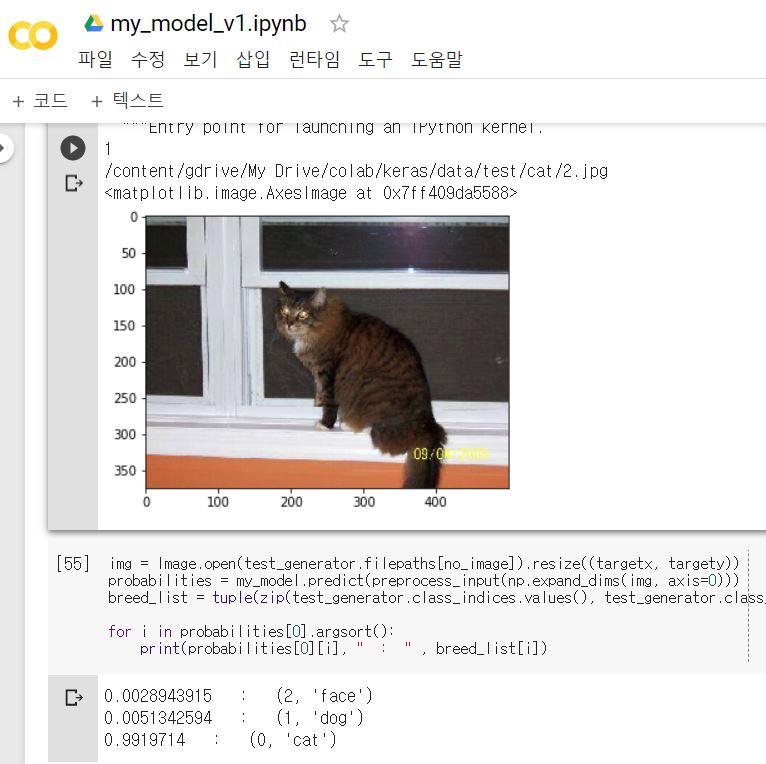 my_model_v1.ipynb
파일 수정 보기 삽입 런타임 도구 도움말
+ 코드 + 텍스트
"""Entry point for launching an IPython kernel.
1
/content/gdrive/My Drive/colab/keras/data/test/cat/2.jpg
<matplotlib.image.AxesImage at 0x7ff409da5588>
0
50
100
150
200
250
300
350
0 100 200 300 400
[55] img = Image.open(test_generator.filepaths[no_image]).resize((targetx, targety))
probabilities = my_model.predict(preprocess_input(np.expand_dims(img, axis=0)))
breed_list = tuple(zip(test_generator.class_indices.values(), test_generator.class_
for i in probabilities[0].argsort():
print(probabilities[0][i], " : " , breed_list[i])
0.0028943915 : (2, 'face')
0.0051342594 : (1, 'dog')
0.9919714 : (0, 'cat')